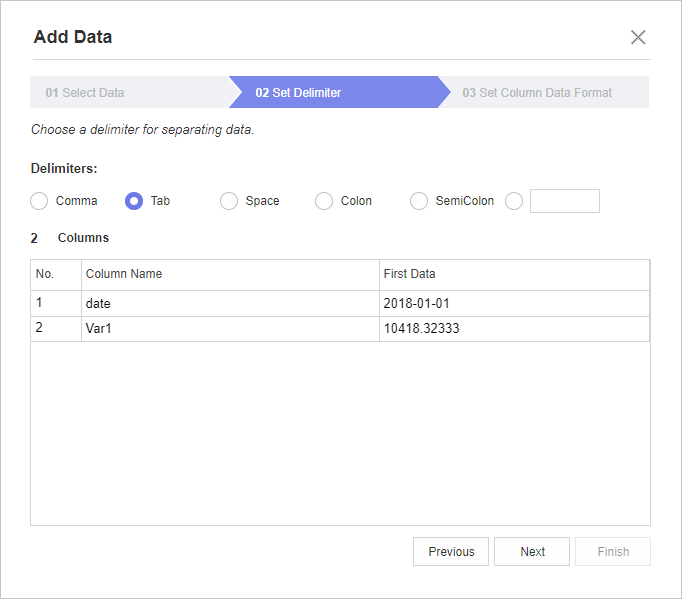 Add Data
01 Select Data 02 Set Delimiter 03 Set Column Data Format
Choose a delimiter for separating data.
Delimiters:
Comma Tab Space Colon SemiColon
2 Columns
No. Column Name First Data
1 date 2018-01-01
2 Var1 10418.32333
Previous Next Finish